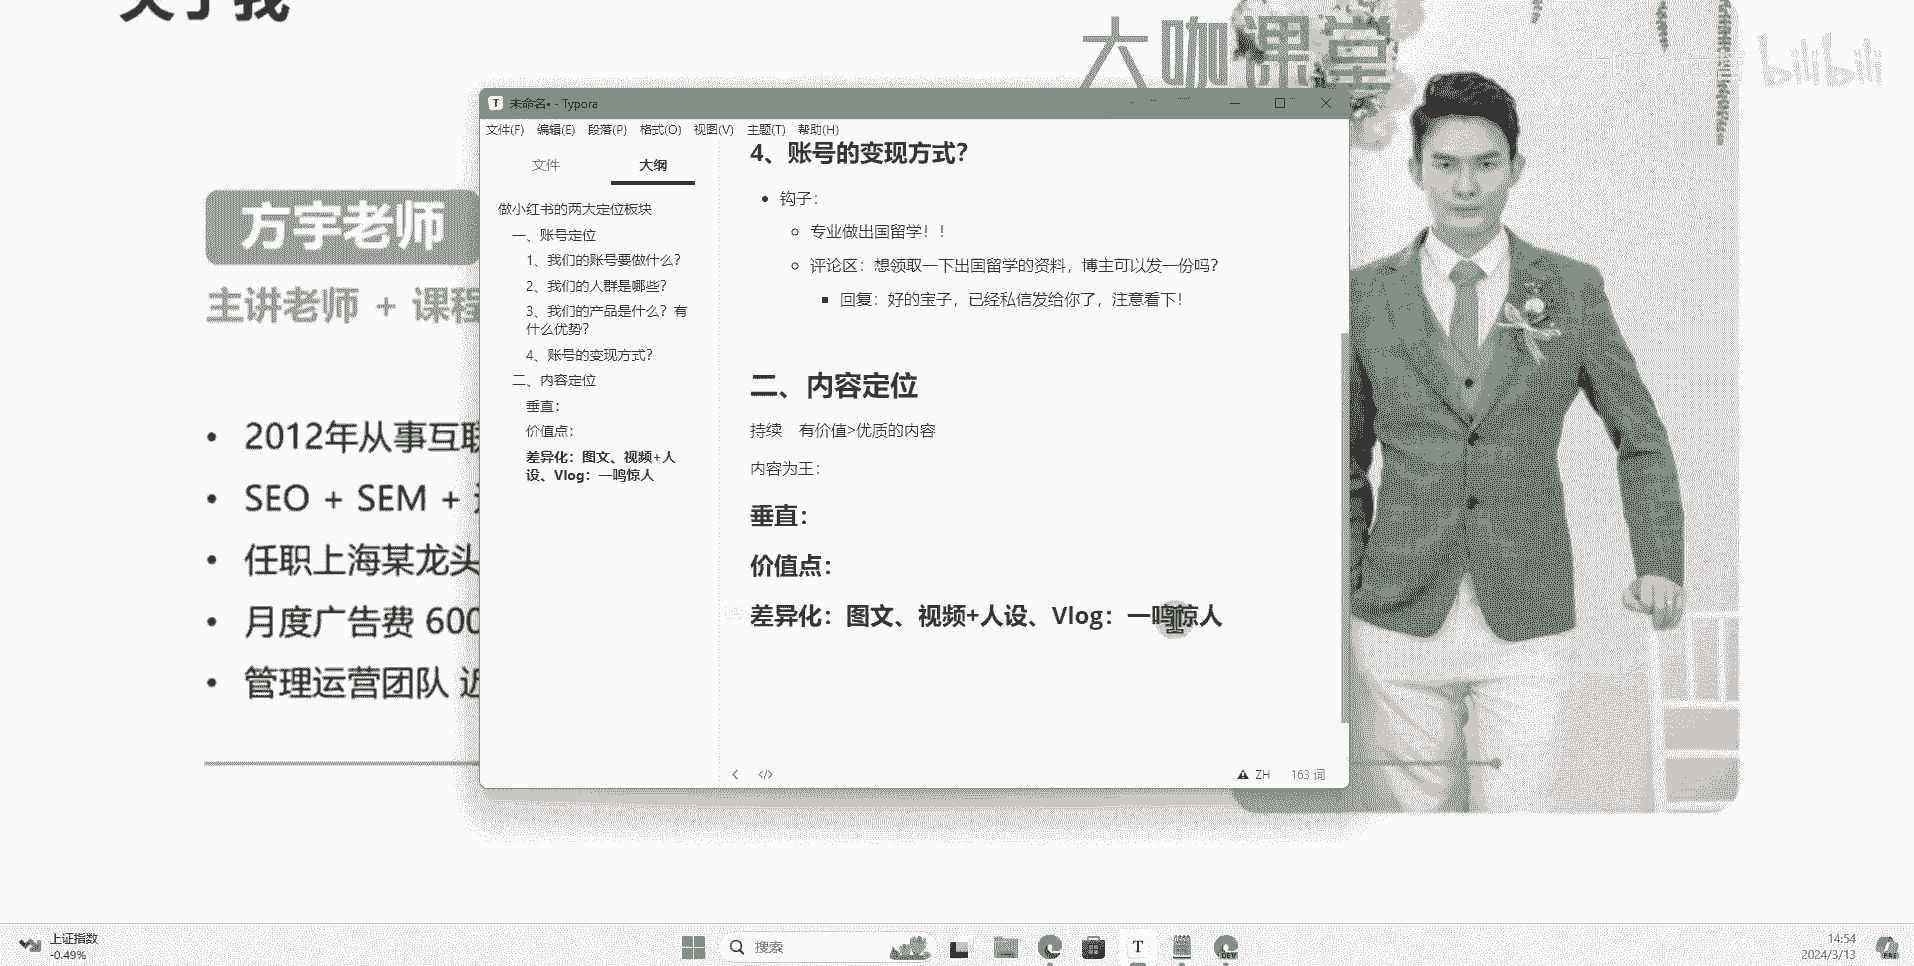 关于我
大咖课堂
bilibili
方宇老师
主讲老师 + 课程
2012年从事互联
SEO + SEM +
任职上海某龙头
月度广告费 600
管理运营团队 近
未命名• - Typora
文件(F) 编辑(E) 段落(P) 格式(O) 视图(V) 主题(T) 帮助(H)
文件 大纲
做小红书的两大定位板块
一、账号定位
1、我们的账号要做什么？
2、我们的人群是哪些？
3、我们的产品是什么？有
什么优势？
4、账号的变现方式？
二、内容定位
垂直：
价值点：
差异化：图文、视频+人
设、Vlog：一鸣惊人
4、账号的变现方式？
钩子：
专业做出国留学！！
评论区：想领取一下出国留学的资料，博主可以发一份吗？
回复：好的宝子，已经私信发给你了，注意看下！
二、内容定位
持续 有价值>优质的内容
内容为王：
垂直：
价值点：
差异化：图文、视频+人设、Vlog：一鸣惊人
ZH 163 词
上证指数
-0.49%
搜索
DEV
14:54
2024/3/13
PRE